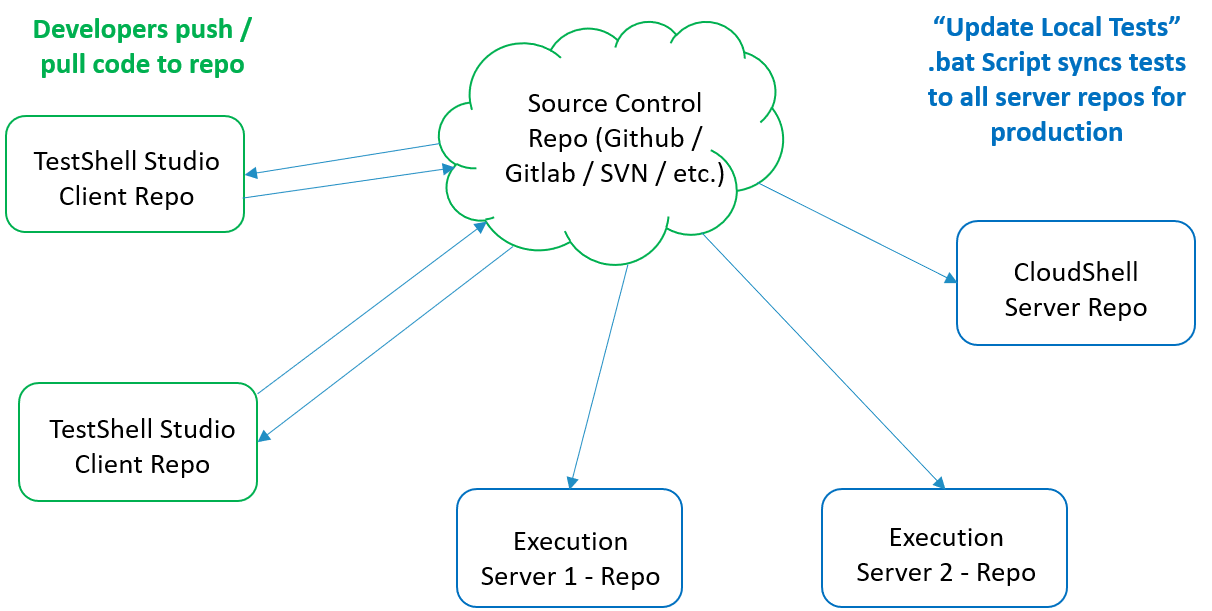 Developers push /
pull code to repo
“Update Local Tests”
.bat Script syncs tests
to all server repos for
production
Source Control
Repo (Github /
Gitlab / SVN / etc.)
TestShell Studio
Client Repo
CloudShell
Server Repo
TestShell Studio
Client Repo
Execution
Server 1 - Repo
Execution
Server 2 - Repo